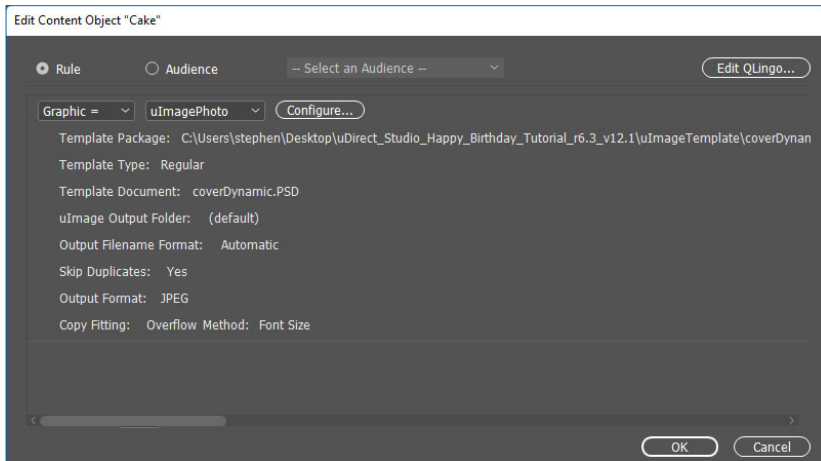 Edit Content Object "Cake"
Rule Audience -- Select an Audience -- Edit QLingo...
Graphic = uImagePhoto Configure...
Template Package: C:\Users\stephen\Desktop\uDirect_Studio_Happy_Birthday_Tutorial_r6.3_v12.1\uImageTemplate\coverDynan
Template Type: Regular
Template Document: coverDynamic.PSD
uImage Output Folder: (default)
Output Filename Format: Automatic
Skip Duplicates: Yes
Output Format: JPEG
Copy Fitting: Overflow Method: Font Size
OK Cancel